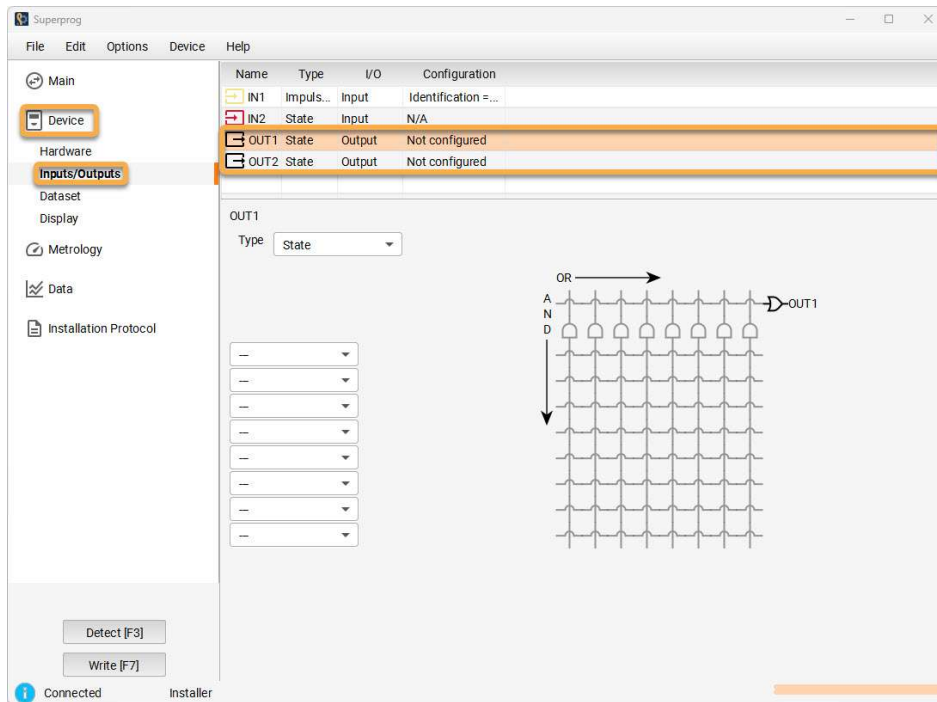 Superprog
File Edit Options Device Help
Main
Device
Hardware
Inputs/Outputs
Dataset
Display
Metrology
Data
Installation Protocol
Name Type I/O Configuration
IN1 Impuls... Input Identification =...
IN2 State Input N/A
OUT1 State Output Not configured
OUT2 State Output Not configured
OUT1
Type State
OR
A
N
D
OUT1
---
---
---
---
---
---
---
---
Detect [F3]
Write [F7]
Connected Installer